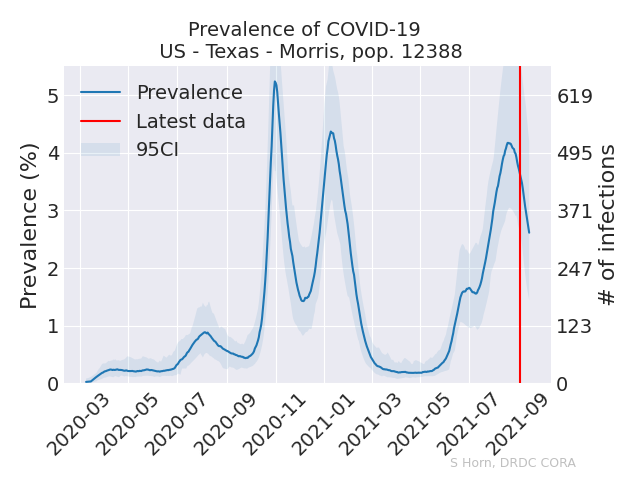 Prevalence of COVID-19
US - Texas - Morris, pop. 12388
Prevalence
Latest data
95CI
Prevalence (%)
5
4
3
2
1
0
619
495
371
247
123
0
# of infections
2020-03
2020-05
2020-07
2020-09
2020-11
2021-01
2021-03
2021-05
2021-07
2021-09
S Horn, DRDC CORA